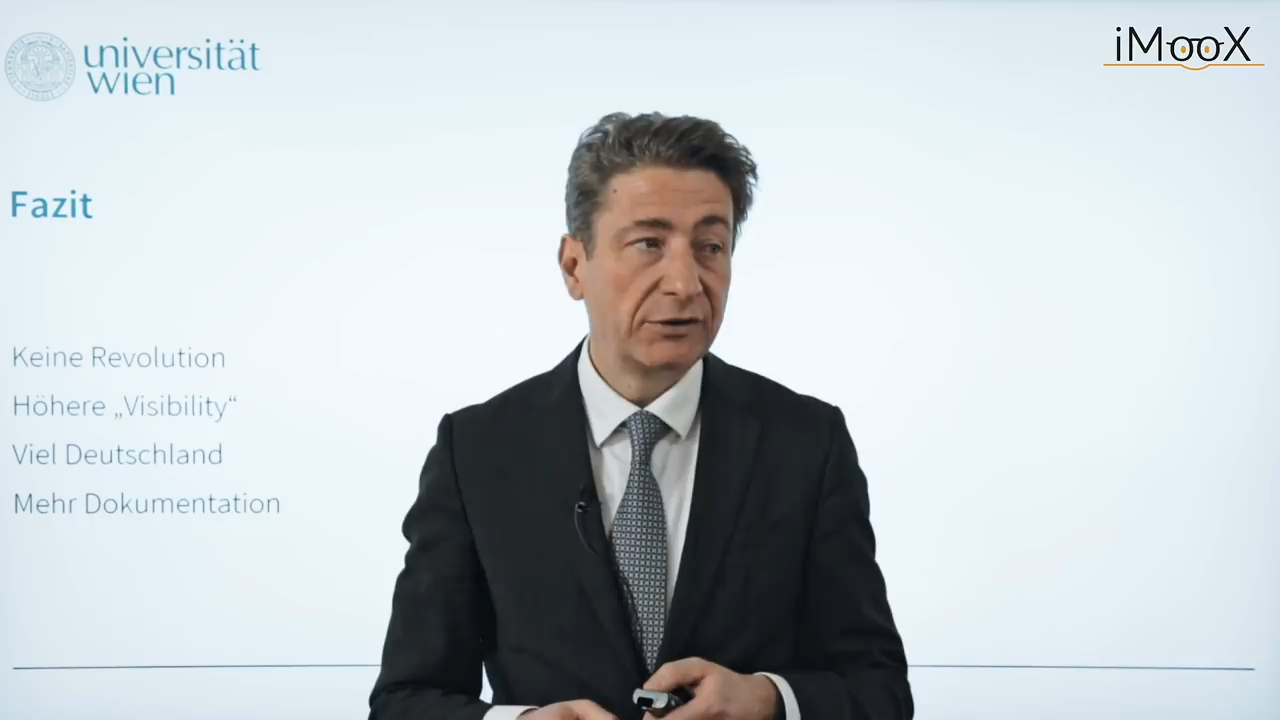 universität
wien
iMooX
Fazit
Keine Revolution
Höhere „Visibility“
Viel Deutschland
Mehr Dokumentation